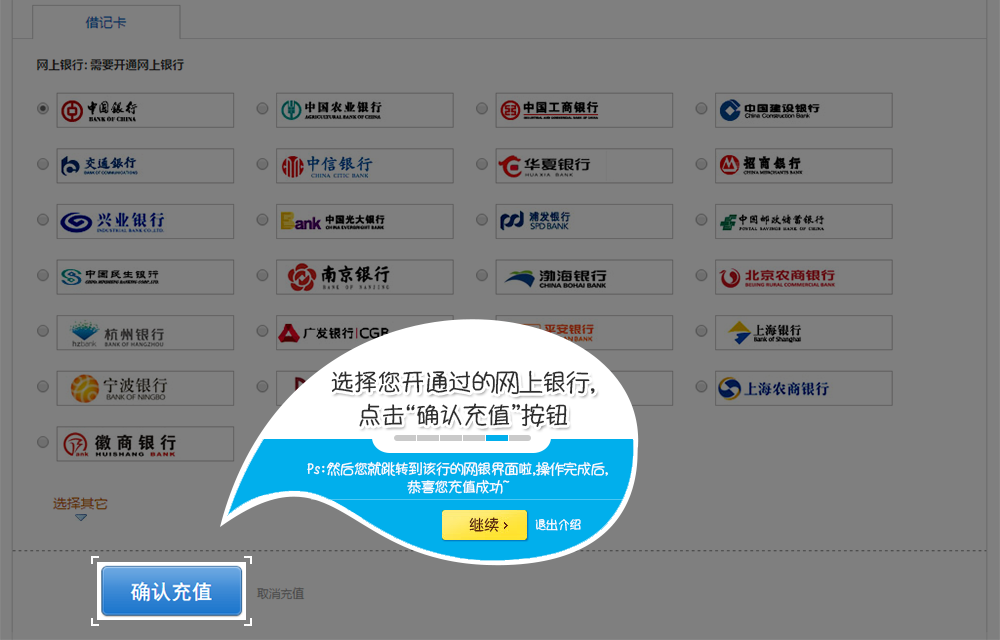 借记卡
网上银行: 需要开通网上银行
中国银行
BANK OF CHINA
中国农业银行
AGRICULTURAL BANK OF CHINA
中国工商银行
INDUSTRIAL AND COMMERCIAL BANK OF CHINA
中国建设银行
China Construction Bank
交通银行
BANK OF COMMUNICATIONS
中信银行
CHINA CITIC BANK
华夏银行
HUAXIA BANK
招商银行
CHINA MERCHANTS BANK
兴业银行
INDUSTRIAL BANK CO.,LTD.
Bank
中国光大银行
CHINA EVERBRIGHT BANK
浦发银行
SPD BANK
中国邮政储蓄银行
POSTAL SAVINGS BANK OF CHINA
中国民生银行
CHINA MINSHENG BANKING CORP.,LTD.
南京银行
BANK OF NANJING
渤海银行
CHINA BOHAI BANK
北京农商银行
BEIJING RURAL COMMERCIAL BANK
hzbank
杭州银行
BANK OF HANGZHOU
广发银行|CGB
平安银行
上海银行
Bank of Shanghai
宁波银行
BANK OF NINGBO
上海农商银行
徽商银行
HUISHANG BANK
选择您开通过的网上银行,
点击“确认充值”按钮
Ps:然后您就跳转到该行的网银界面啦,操作完成后,
恭喜您充值成功~
继续 ›
退出介绍
选择其它
确认充值
取消充值